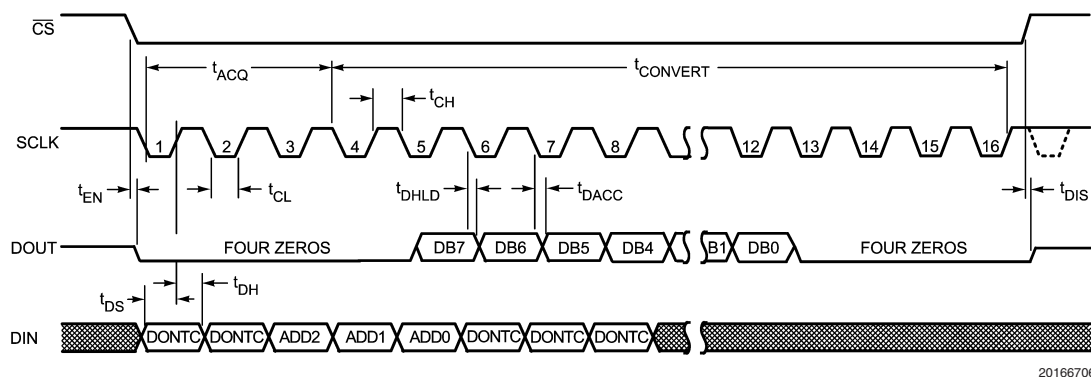 CS
tACQ
tCONVERT
tCH
SCLK
1 2 3 4 5 6 7 8 12 13 14 15 16
tEN
tCL
tDHLD
tDACC
tDIS
DOUT
FOUR ZEROS DB7 DB6 DB5 DB4 B1 DB0 FOUR ZEROS
tDS
tDH
DIN
DONTC DONTC ADD2 ADD1 ADD0 DONTC DONTC DONTC
20166706